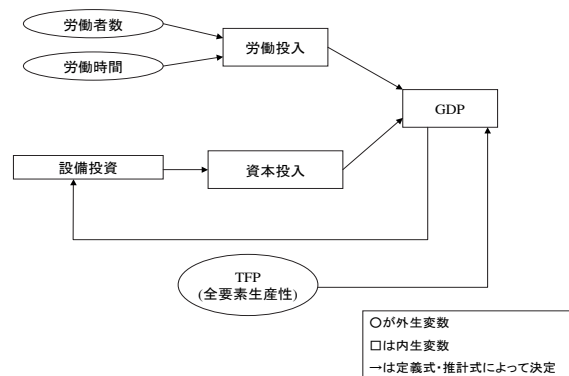 労働者数
労働時間
労働投入
GDP
設備投資
資本投入
TFP
(全要素生産性)
○が外生変数
□は内生変数
→は定義式・推計式によって決定